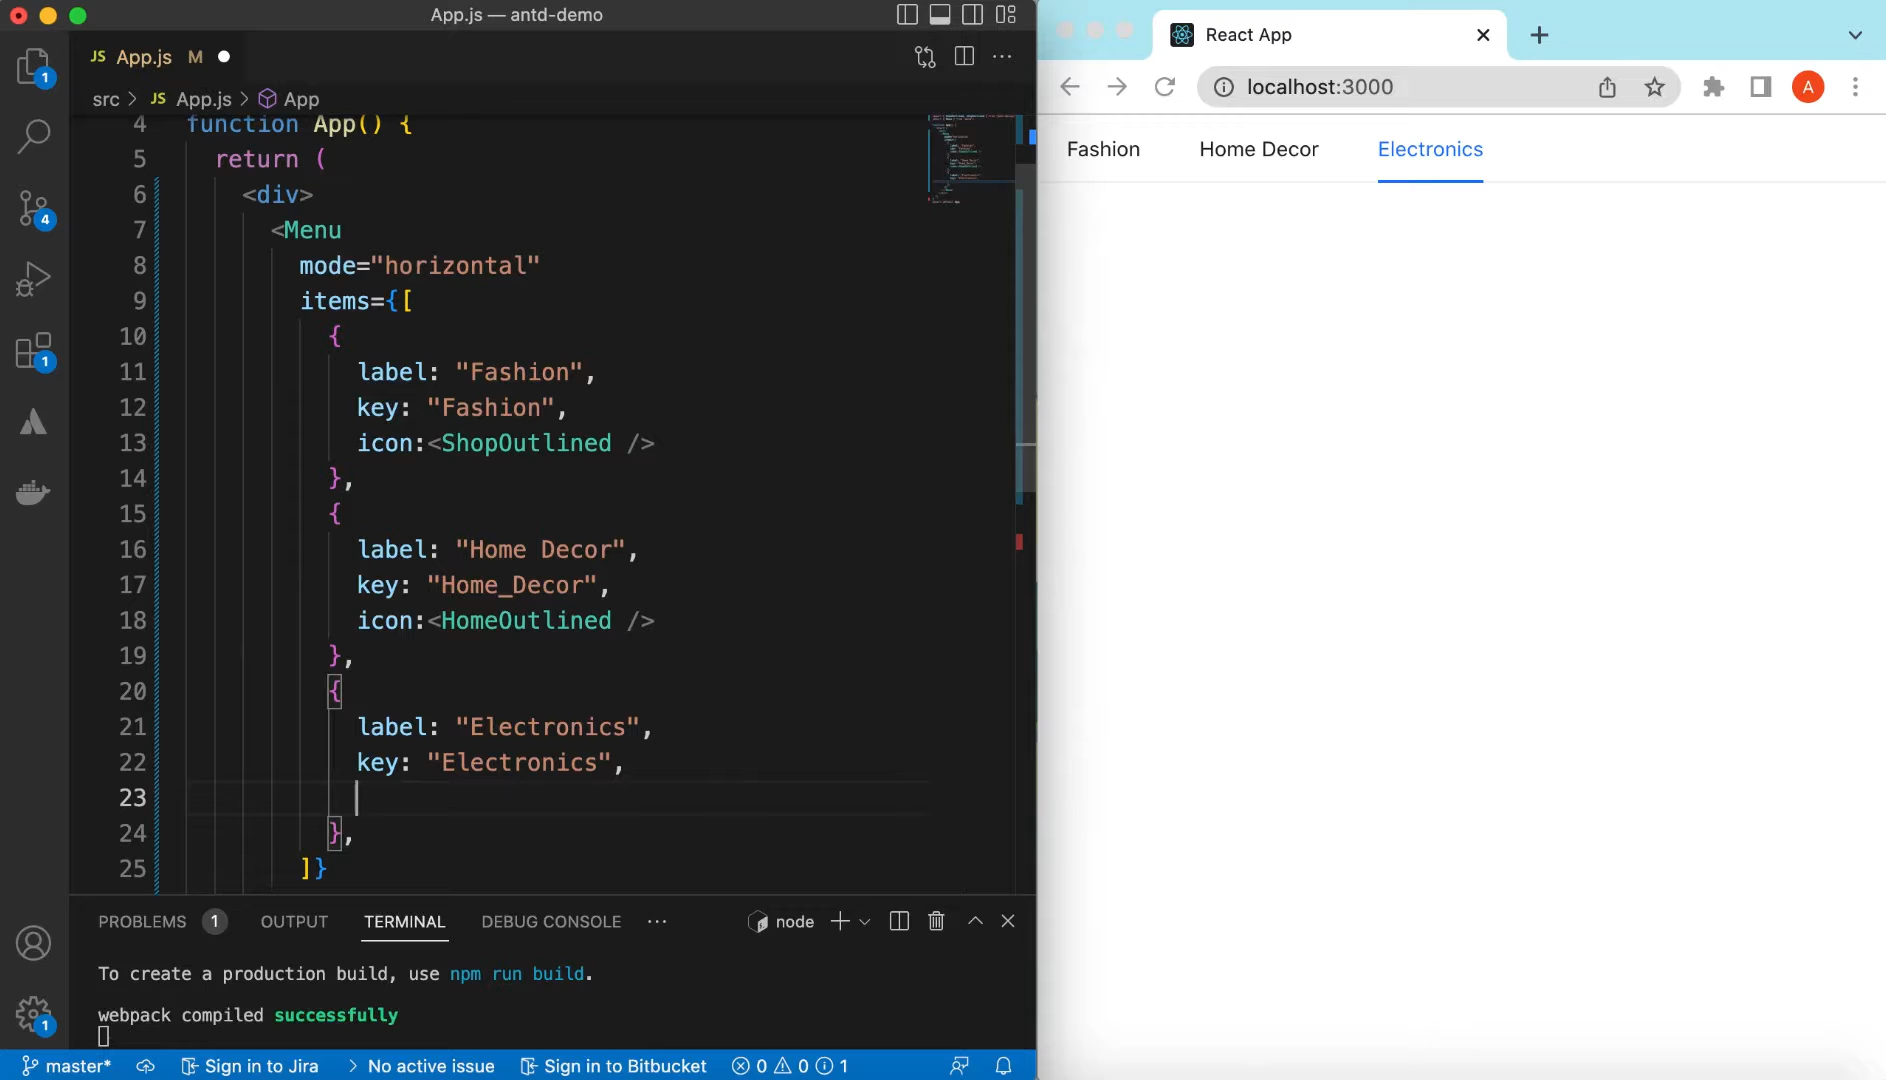 App.js — antd-demo
JS App.js M
src > JS App.js > App
4 function App() {
5 return (
6 <div>
7 <Menu
8 mode="horizontal"
9 items={[
10 {
11 label: "Fashion",
12 key: "Fashion",
13 icon:<ShopOutlined />
14 },
15 {
16 label: "Home Decor",
17 key: "Home_Decor",
18 icon:<HomeOutlined />
19 },
20 {
21 label: "Electronics",
22 key: "Electronics",
23
24 },
25 ]}
1
4
1
1
PROBLEMS 1 OUTPUT TERMINAL DEBUG CONSOLE ··· node
To create a production build, use npm run build.
webpack compiled successfully
master* Sign in to Jira > No active issue Sign in to Bitbucket 0 0 1
React App
localhost:3000
A
Fashion Home Decor Electronics